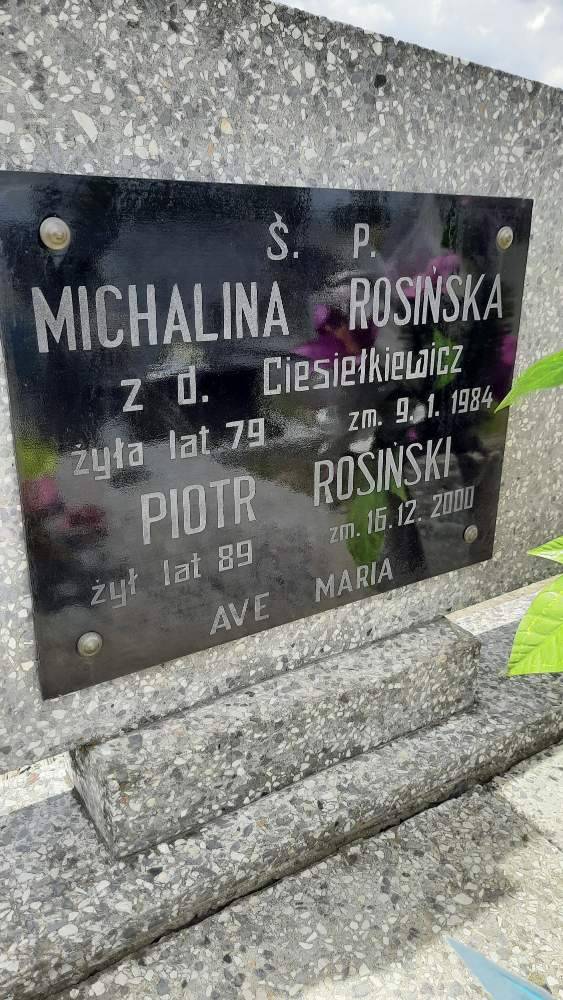 Ś. P.
MICHALINA ROSIŃSKA
z d. Ciesiełkiewicz
żyła lat 79 zm. 9. 1. 1984
PIOTR ROSIŃSKI
żył lat 89 zm. 16. 12. 2000
AVE MARIA